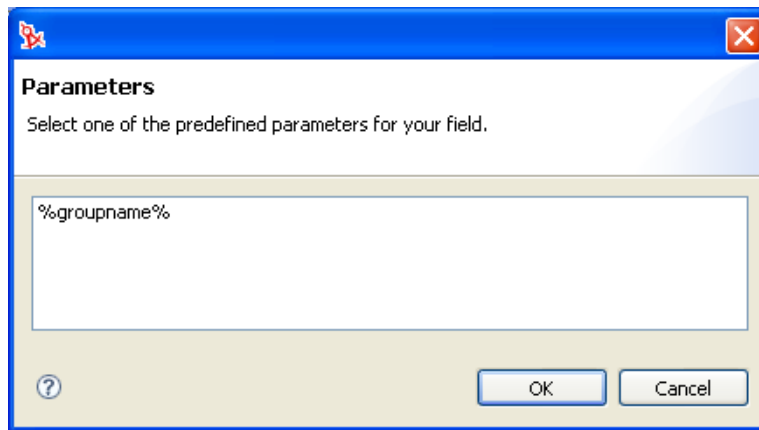 Parameters
Select one of the predefined parameters for your field.
%groupname%
OK
Cancel